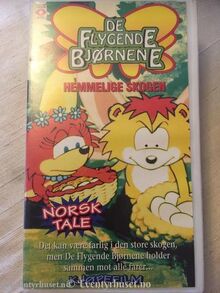 DE
FLYGENDE
BJØRNENE
HEMMELIGE SKOGEN
NORSK
TALE
Det kan være farlig i den store skogen,
men De Flygende Bjørnene holder
sammen mot alle farer...
Eventyrhuset.no